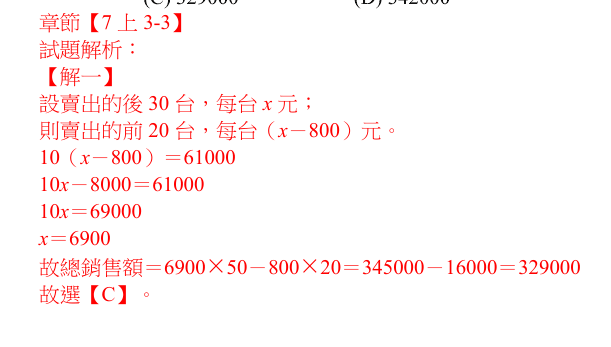 (C) 329000 (D) 342000
章節【7 上 3-3】
試題解析：
【解一】
設賣出的後 30 台，每台 x 元；
則賣出的前 20 台，每台（x－800）元。
10（x－800）＝61000
10x－8000＝61000
10x＝69000
x＝6900
故總銷售額＝6900×50－800×20＝345000－16000＝329000
故選【C】。